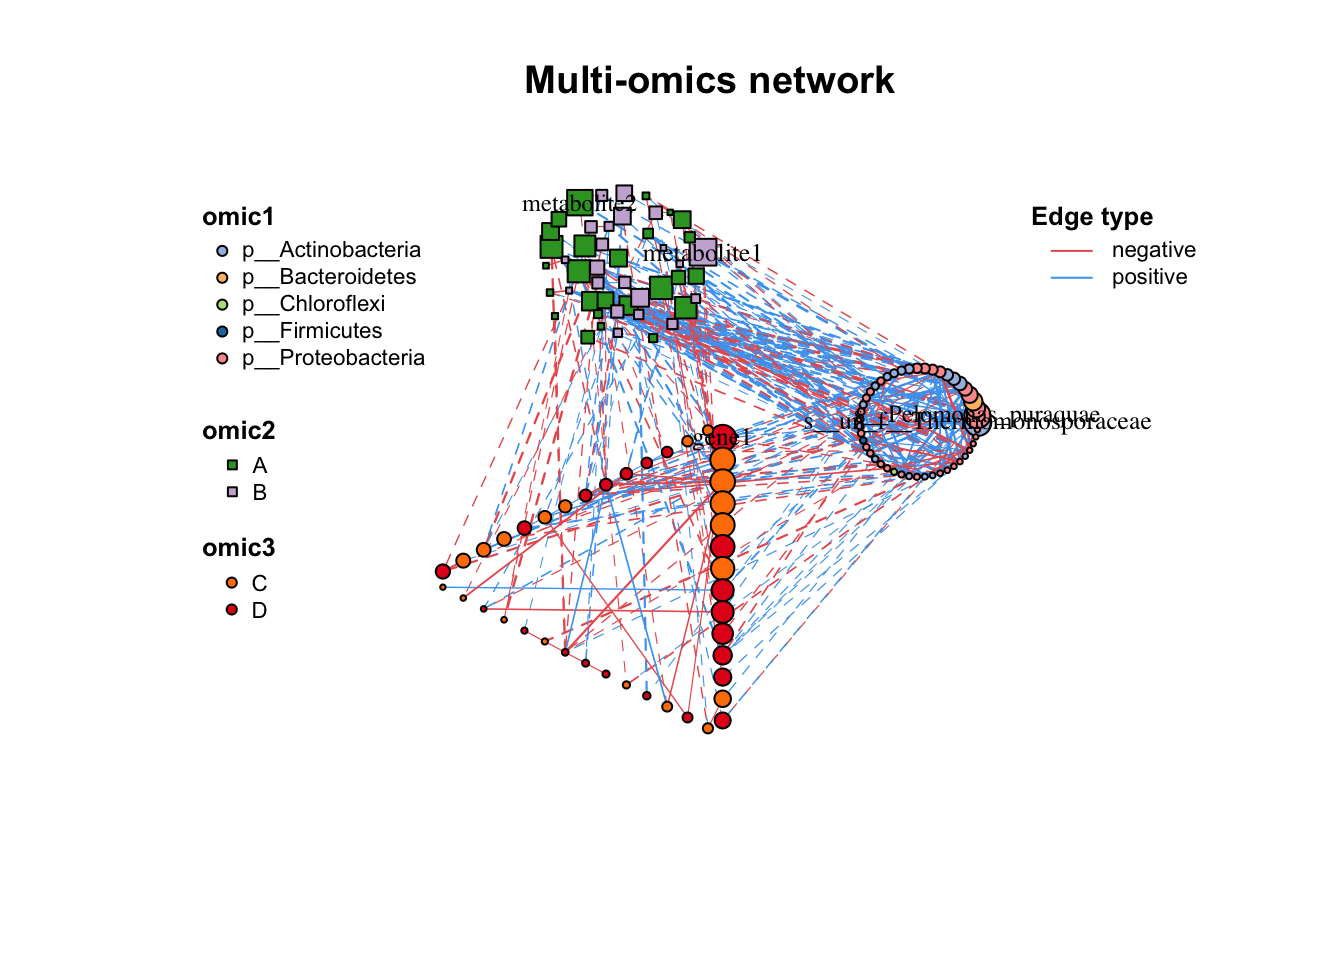 Multi-omics network
omic1
p__Actinobacteria
p__Bacteroidetes
p__Chloroflexi
p__Firmicutes
p__Proteobacteria
omic2
A
B
omic3
C
D
metabolite2
metabolite1
gene1
Pelomonas_puraquae
s__un_f__Thermomonosporaceae
Edge type
negative
positive